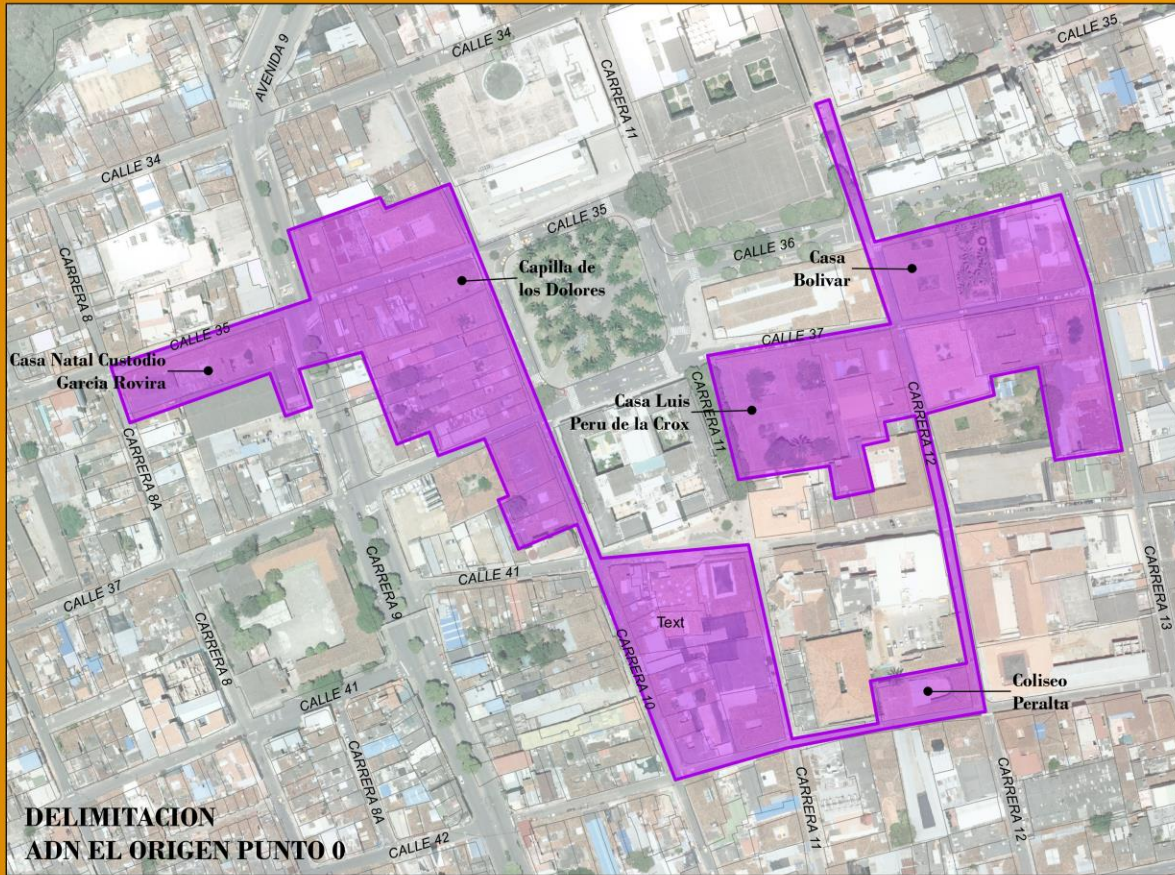 CALLE 34
CALLE 35
AVENIDA 9
CARRERA 11
CALLE 34
CALLE 35
CARRERA 8
CALLE 36
Casa
Bolivar
Capilla de
los Dolores
CALLE 35
CALLE 37
Casa Natal Custodio
Garcia Rovira
CARRERA 11
Casa Luis
Peru de la Crox
CARRERA 12
CARRERA 8A
CARRERA 9
CALLE 41
CALLE 37
CARRERA 13
Text
CARRERA 8
CARRERA 10
CALLE 41
Coliseo
Peralta
CARRERA 8A
CARRERA 11
CARRERA 12
DELIMITACION
ADN EL ORIGEN PUNTO 0
CALLE 42